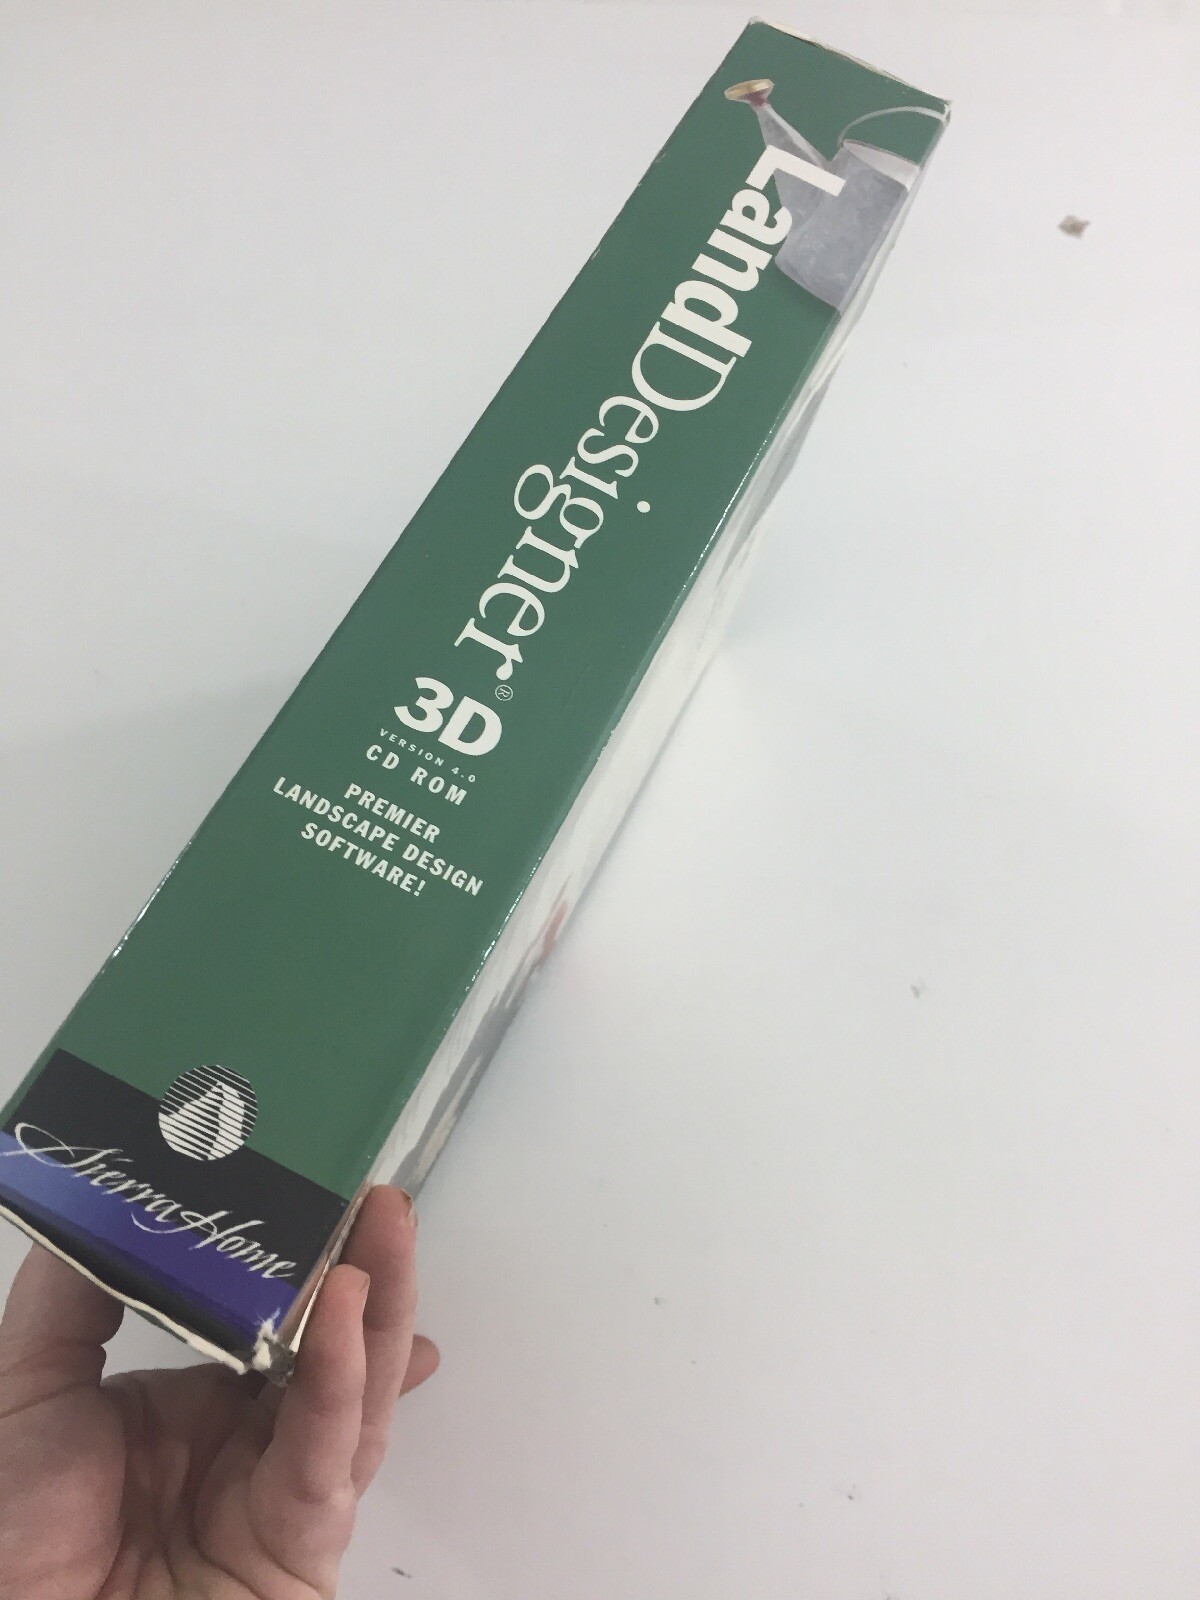 LandDesigner®
3D
VERSION 4.0
CD ROM
PREMIER
LANDSCAPE DESIGN
SOFTWARE!
Sierra Home